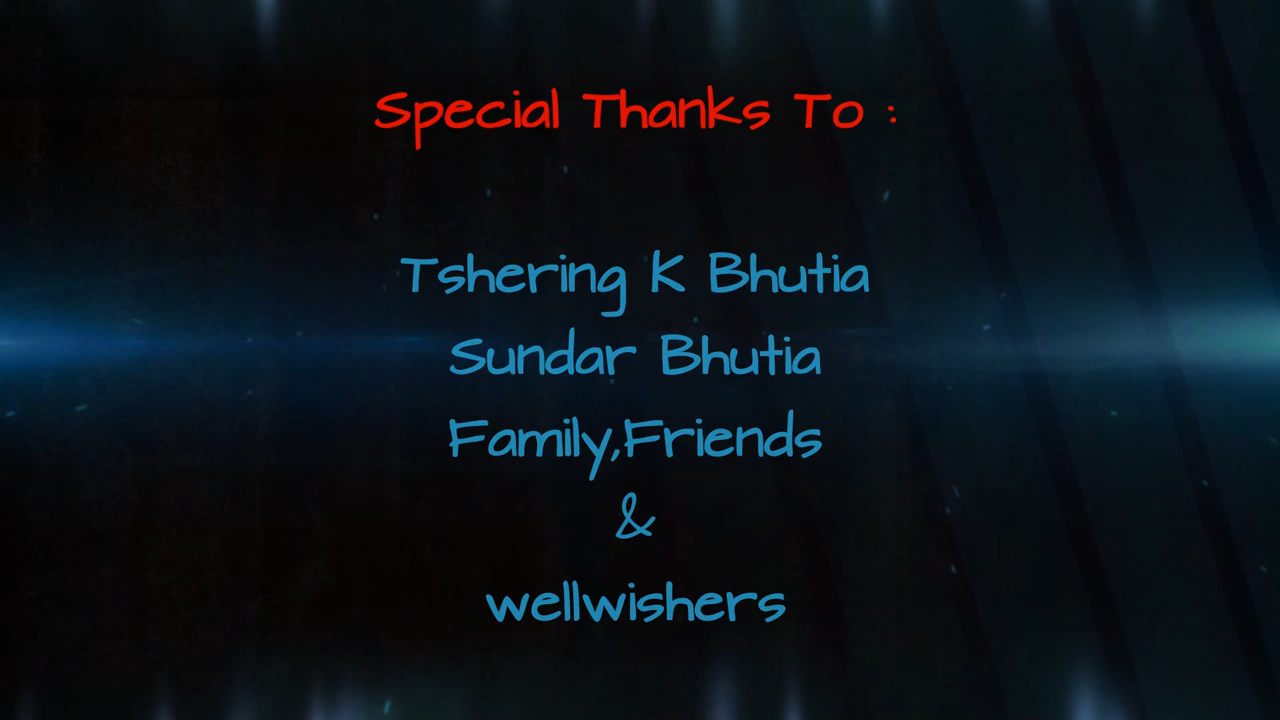 Special Thanks To :
Tshering K Bhutia
Sundar Bhutia
Family,Friends
&
wellwishers